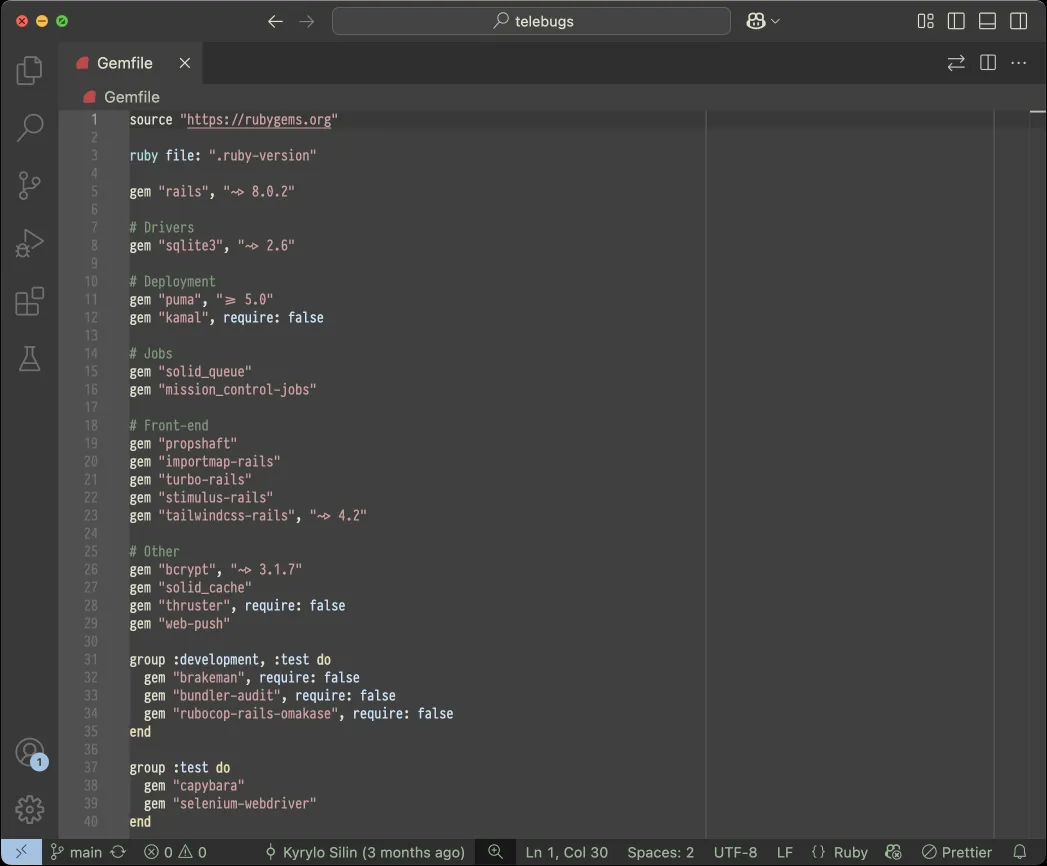 telebugs
Gemfile
Gemfile
1 source "https://rubygems.org"
2
3 ruby file: ".ruby-version"
4
5 gem "rails", "~> 8.0.2"
6
7 # Drivers
8 gem "sqlite3", "~> 2.6"
9
10 # Deployment
11 gem "puma", ">= 5.0"
12 gem "kamal", require: false
13
14 # Jobs
15 gem "solid_queue"
16 gem "mission_control-jobs"
17
18 # Front-end
19 gem "propshaft"
20 gem "importmap-rails"
21 gem "turbo-rails"
22 gem "stimulus-rails"
23 gem "tailwindcss-rails", "~> 4.2"
24
25 # Other
26 gem "bcrypt", "~> 3.1.7"
27 gem "solid_cache"
28 gem "thruster", require: false
29 gem "web-push"
30
31 group :development, :test do
32   gem "brakeman", require: false
33   gem "bundler-audit", require: false
34   gem "rubocop-rails-omakase", require: false
35 end
36
37 group :test do
38   gem "capybara"
39   gem "selenium-webdriver"
40 end
1
main 0 0 Kyrylo Silin (3 months ago) Ln 1, Col 30 Spaces: 2 UTF-8 LF {} Ruby Prettier